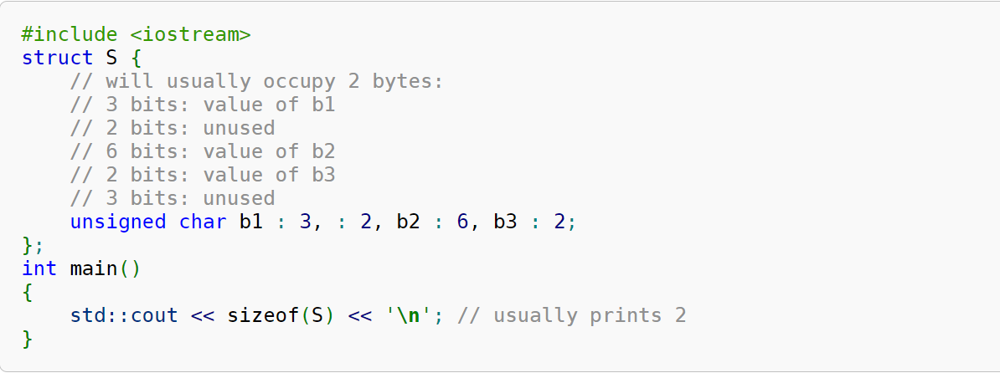 #include <iostream>
struct S {
    // will usually occupy 2 bytes:
    // 3 bits: value of b1
    // 2 bits: unused
    // 6 bits: value of b2
    // 2 bits: value of b3
    // 3 bits: unused
    unsigned char b1 : 3, : 2, b2 : 6, b3 : 2;
};
int main()
{
    std::cout << sizeof(S) << '\n'; // usually prints 2
}